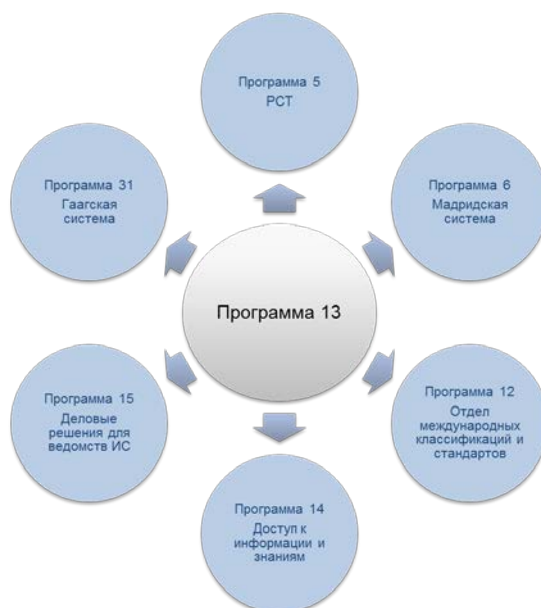 Программа 5
PCT
Программа 31
Гаагская
система
Программа 6
Мадридская
система
Программа 13
Программа 15
Деловые
решения для
ведомств ИС
Программа 12
Отдел
международных
классификаций и
стандартов
Программа 14
Доступ к
информации и
знаниям